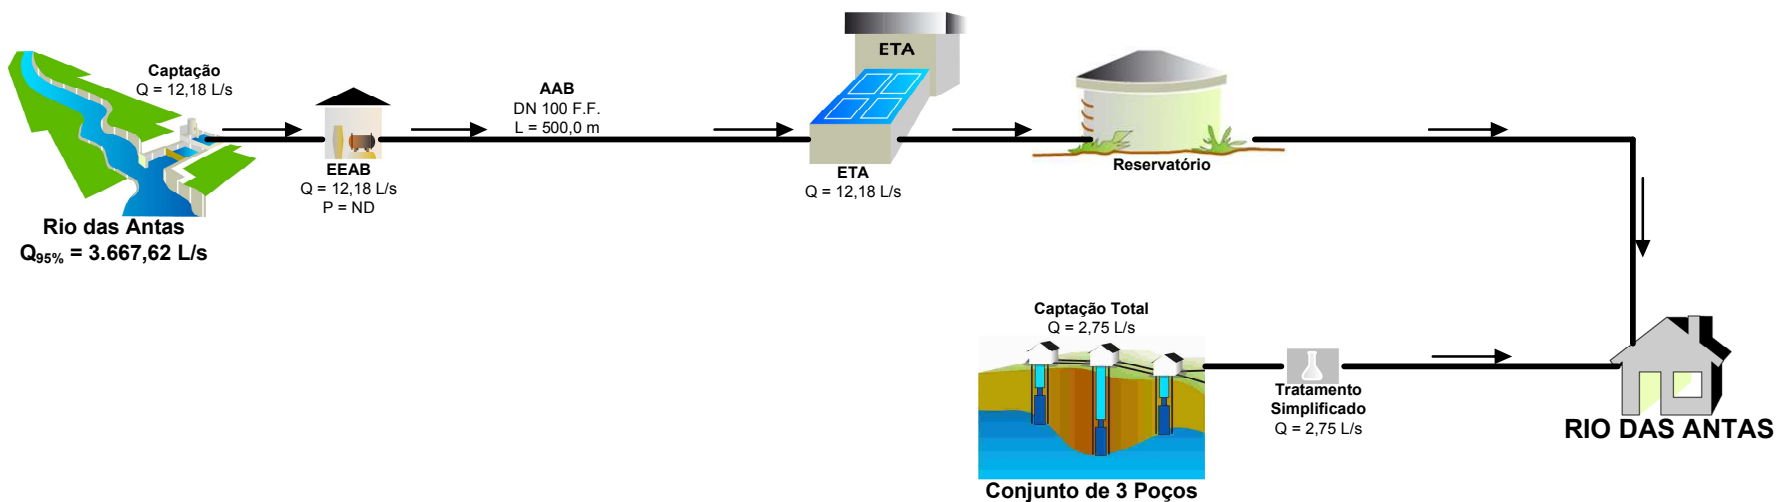 Captação
Q = 12,18 L/s
Rio das Antas
Q95% = 3.667,62 L/s
EEAB
Q = 12,18 L/s
P = ND
AAB
DN 100 F.F.
L = 500,0 m
ETA
ETA
Q = 12,18 L/s
Reservatório
Captação Total
Q = 2,75 L/s
Conjunto de 3 Poços
Tratamento
Simplificado
Q = 2,75 L/s
RIO DAS ANTAS